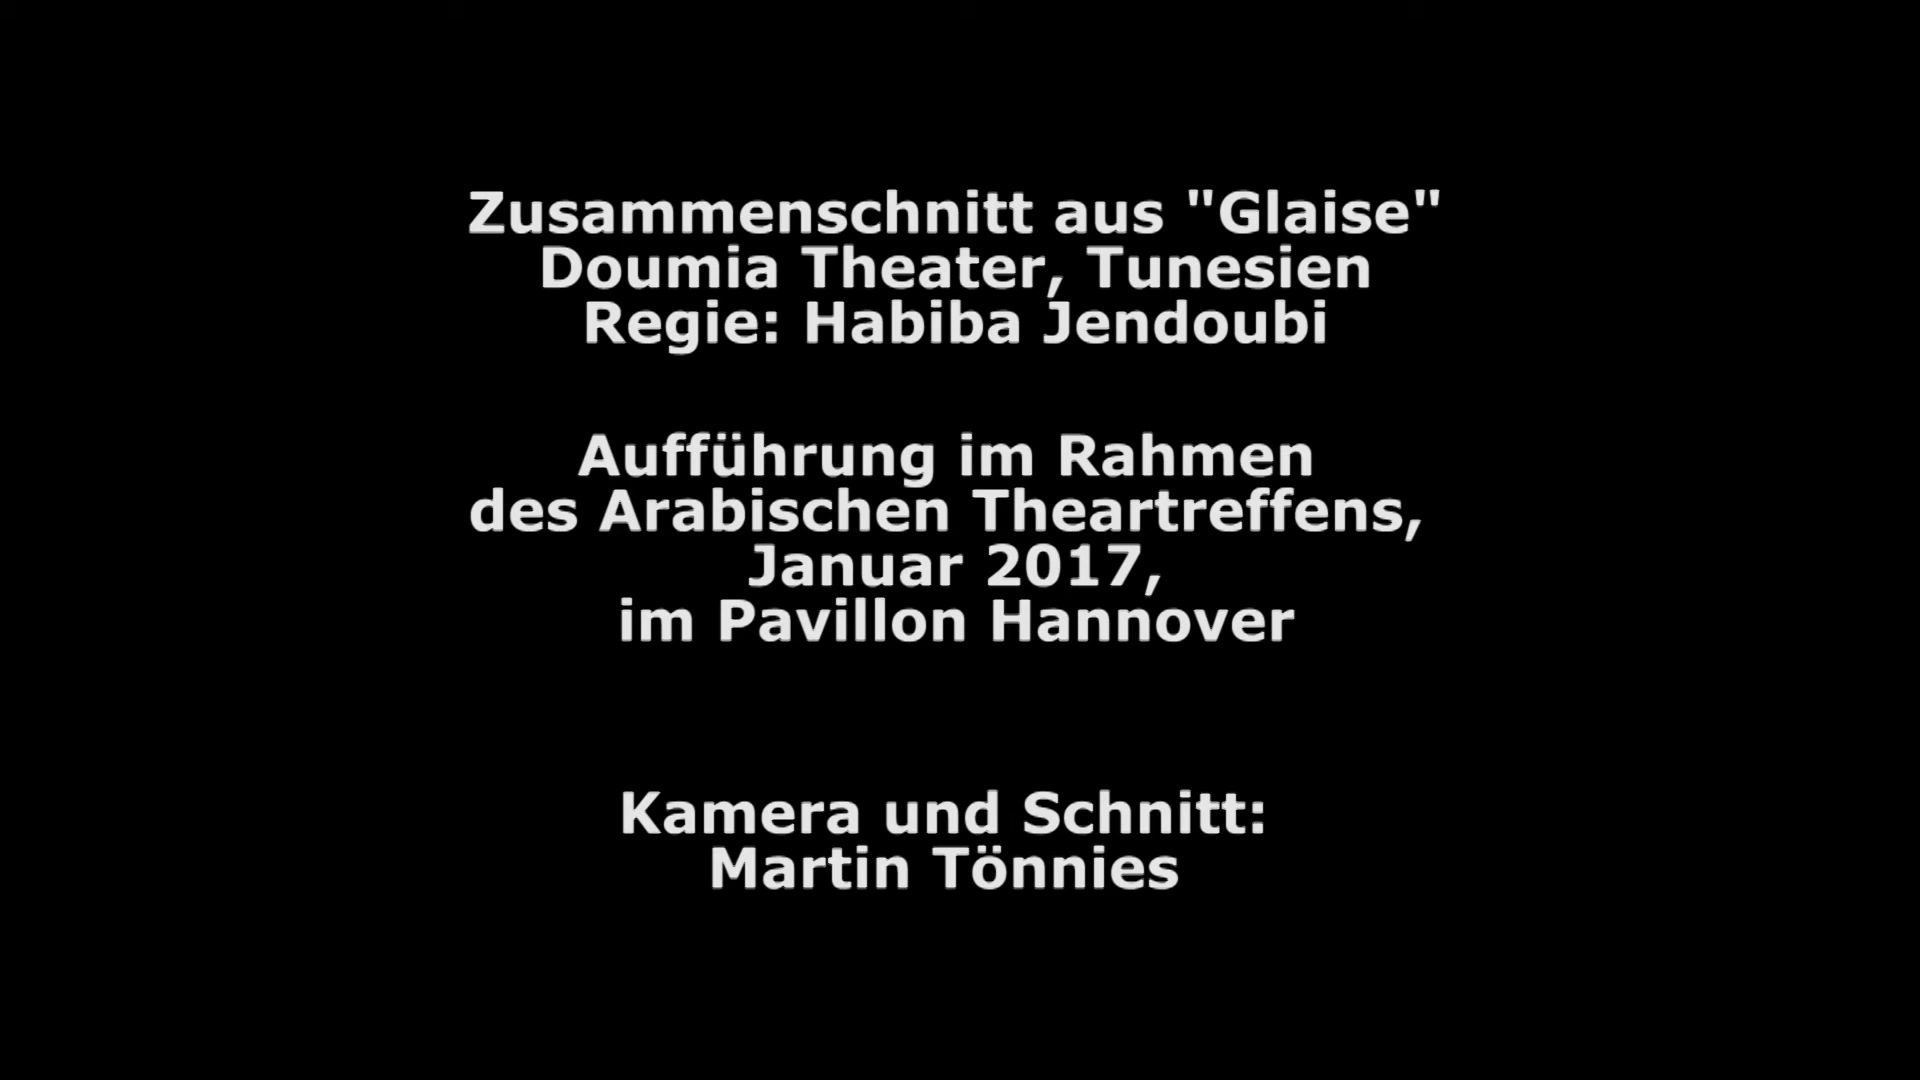 Zusammenschnitt aus "Glaise"
Doumia Theater, Tunesien
Regie: Habiba Jendoubi
Aufführung im Rahmen
des Arabischen Theartreffens,
Januar 2017,
im Pavillon Hannover
Kamera und Schnitt:
Martin Tönnies